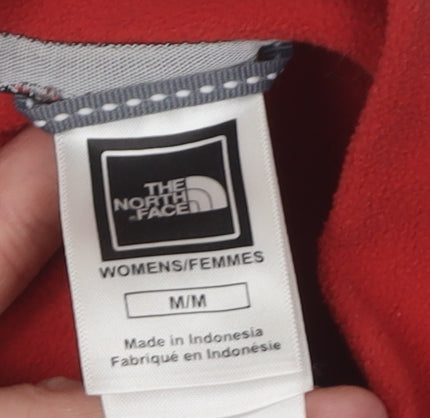 THE
NORTH
FACE
WOMENS/FEMMES
M/M
Made in Indonesia
Fabriqué en Indonésie